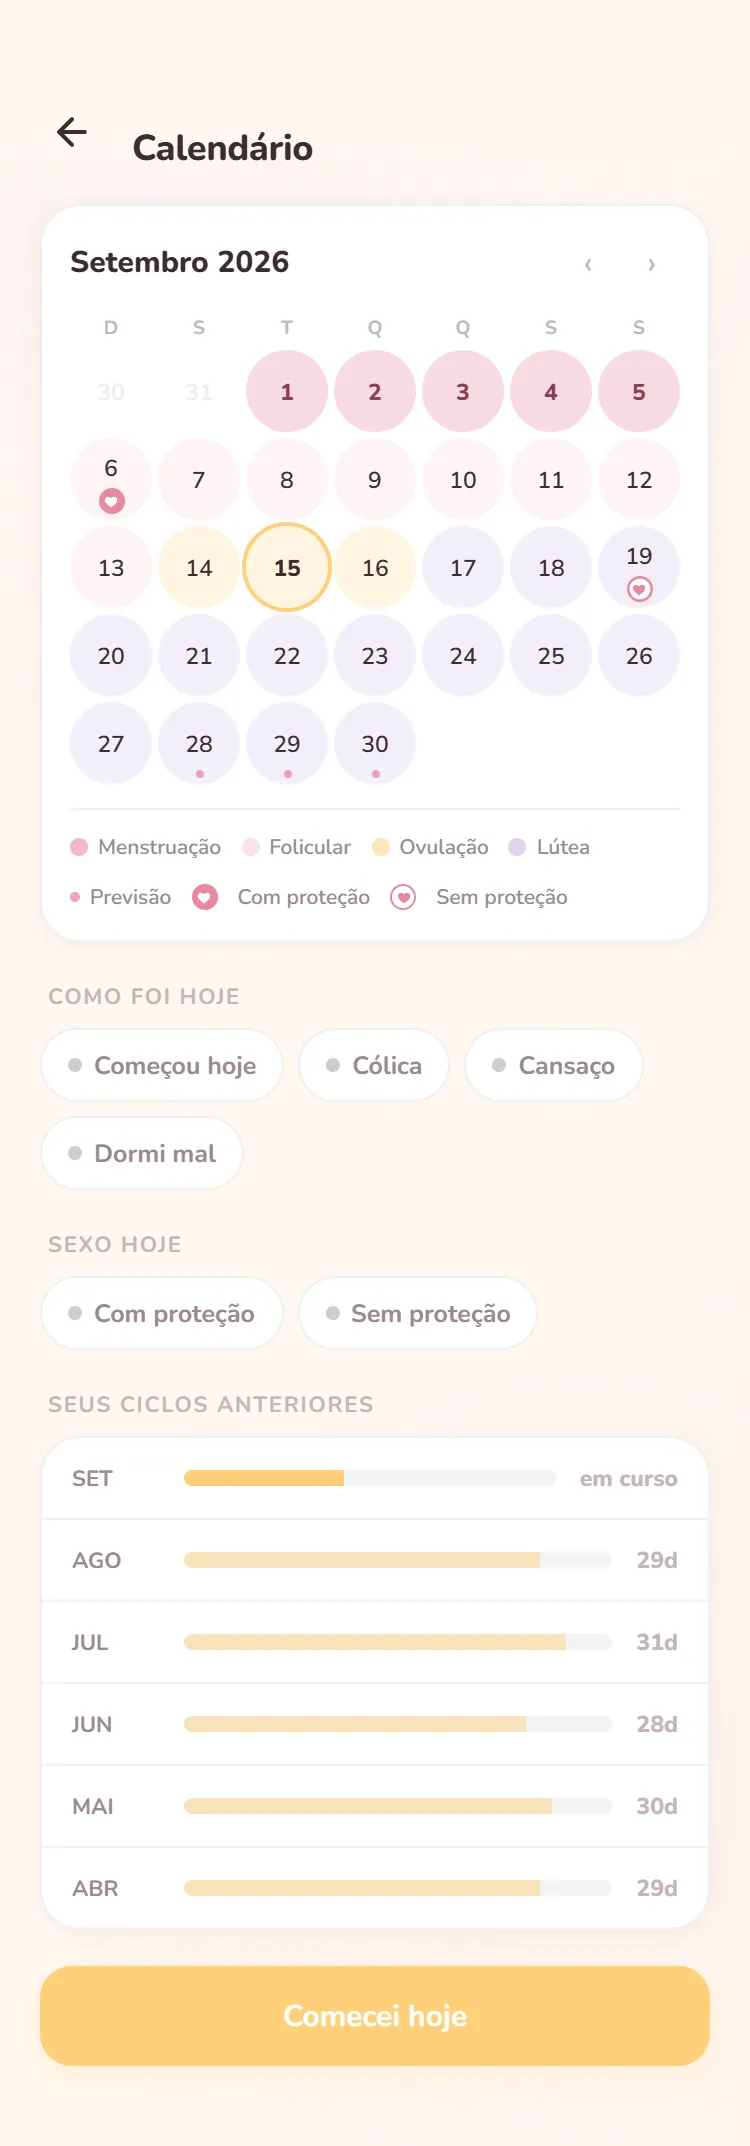 Calendário
Setembro 2026 ‹ ›
D S T Q Q S S
30 31 1 2 3 4 5
6 7 8 9 10 11 12
13 14 15 16 17 18 19
20 21 22 23 24 25 26
27 28 29 30
Menstruação Folicular Ovulação Lútea
Previsão Com proteção Sem proteção
COMO FOI HOJE
Começou hoje Cólica Cansaço
Dormi mal
SEXO HOJE
Com proteção Sem proteção
SEUS CICLOS ANTERIORES
SET em curso
AGO 29d
JUL 31d
JUN 28d
MAI 30d
ABR 29d
Comecei hoje